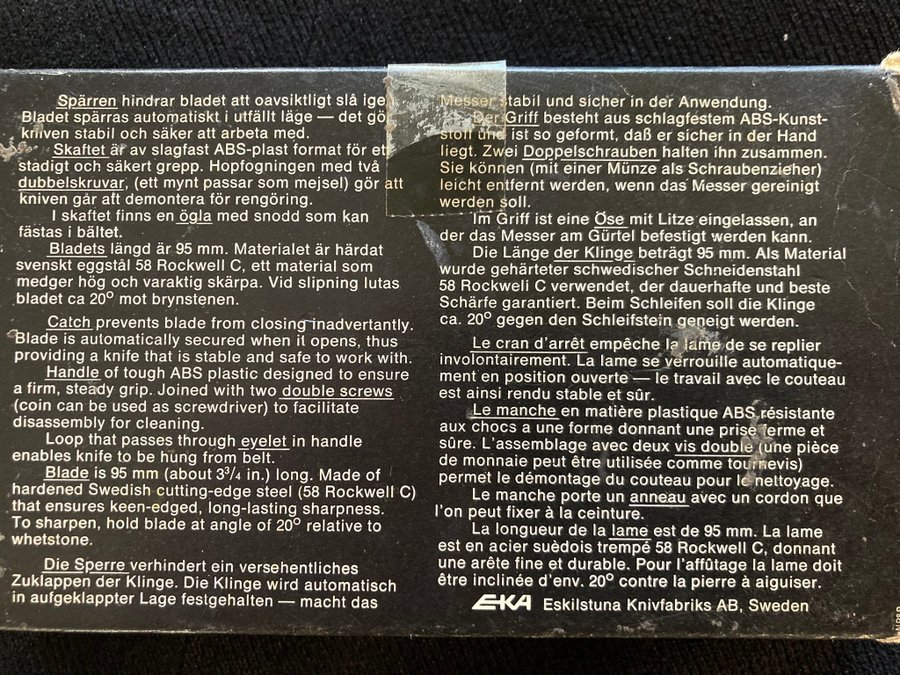 Spärren hindrar bladet att oavsiktligt slå
Bladet spärras automatiskt i utfällt läge — det gör
kniven stabil och säker att arbeta med.
Skaftet är av slagfast ABS-plast format för ett
stadigt och säkert grepp. Hopfogningen med två
dubbelskruvar, (ett mynt passar som mejsel) gör att
kniven går att demontera för rengöring.
I skaftet finns en ögla med snodd som kan
fästas i bältet.
Bladets längd är 95 mm. Materialet är härdat
svenskt eggstål 58 Rockwell C, ett material som
medger hög och varaktig skärpa. Vid slipning lutas
bladet ca 20° mot brynstenen.
Catch prevents blade from closing inadvertantly.
Blade is automatically secured when it opens, thus
providing a knife that is stable and safe to work with.
Handle of tough ABS plastic designed to ensure
a firm, steady grip. Joined with two double screws
(coin can be used as screwdriver) to facilitate
disassembly for cleaning.
Loop that passes through eyelet in handle
enables knife to be hung from belt.
Blade is 95 mm (about 3¾ in.) long. Made of
hardened Swedish cutting-edge steel (58 Rockwell C)
that ensures keen-edged, long-lasting sharpness.
To sharpen, hold blade at angle of 20° relative to
whetstone.
Die Sperre verhindert ein versehentliches
Zuklappen der Klinge. Die Klinge wird automatisch
in aufgeklappter Lage festgehalten — macht das
Messer stabil und sicher in der Anwendung.
Der Griff besteht aus schlagfestem ABS-Kunst-
stoff und ist so geformt, daß er sicher in der Hand
liegt. Zwei Doppelschrauben halten ihn zusammen.
Sie können (mit einer Münze als Schraubenzieher)
leicht entfernt werden, wenn das Messer gereinigt
werden soll.
Im Griff ist eine Öse mit Litze eingelassen, an
der das Messer am Gürtel befestigt werden kann.
Die Länge der Klinge beträgt 95 mm. Als Material
wurde gehärteter schwedischer Schneidenstahl
58 Rockwell C verwendet, der dauerhafte und beste
Schärfe garantiert. Beim Schleifen soll die Klinge
ca. 20° gegen den Schleifstein geneigt werden.
Le cran d'arrêt empêche la lame de se replier
involontairement. La lame se verrouille automatique-
ment en position ouverte — le travail avec le couteau
est ainsi rendu stable et sûr.
Le manche en matière plastique ABS résistante
aux chocs a une forme donnant une prise ferme et
sûre. L'assemblage avec deux vis double (une pièce
de monnaie peut être utilisée comme tournevis)
permet le démontage du couteau pour le nettoyage.
Le manche porte un anneau avec un cordon que
l'on peut fixer à la ceinture.
La longueur de la lame est de 95 mm. La lame
est en acier suèdois trempé 58 Rockwell C, donnant
une arête fine et durable. Pour l'affûtage la lame doit
être inclinée d'env. 20° contre la pierre à aiguiser.
EKA Eskilstuna Knivfabriks AB, Sweden